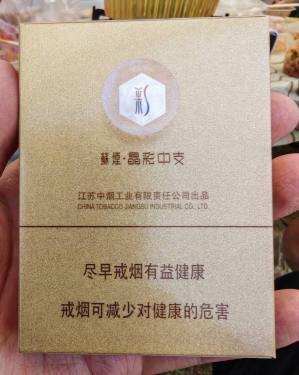 蘇煙·晶彩中支
江苏中烟工业有限责任公司出品
CHINA TOBACCO JIANGSU INDUSTRIAL CO., LTD.
尽早戒烟有益健康
戒烟可减少对健康的危害